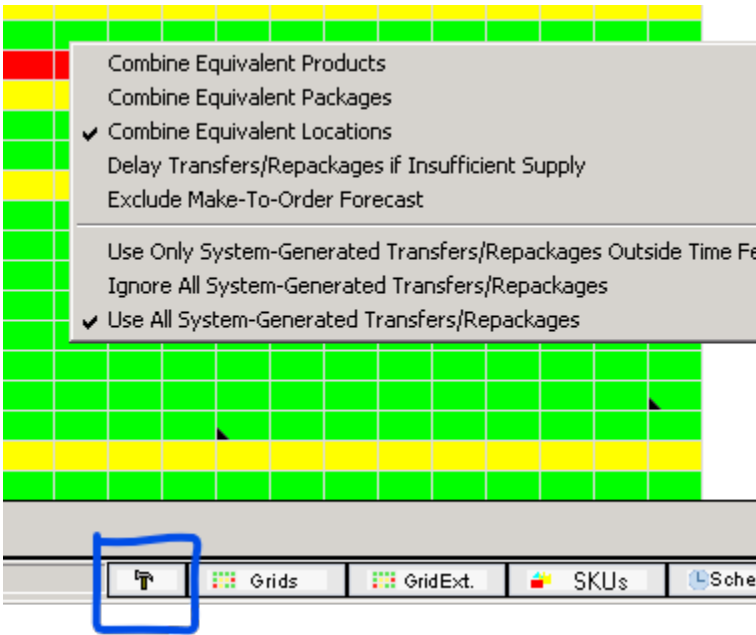 Combine Equivalent Products
Combine Equivalent Packages
Combine Equivalent Locations
Delay Transfers/Repackages if Insufficient Supply
Exclude Make-To-Order Forecast
Use Only System-Generated Transfers/Repackages Outside Time Fe
Ignore All System-Generated Transfers/Repackages
Use All System-Generated Transfers/Repackages
Grids GridExt. SKUs Sche